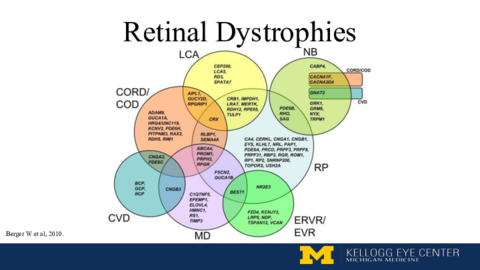 Retinal Dystrophies
LCA
NB
CEP290,
LCA5,
RD3,
SPATA7
CABP4,
CACNA1F,
CACNA2D4
CORD/COD
GNAT2
CVD
GRK1,
GRM6,
NYX,
TRPM1
CORD/
COD
AIPL1,
GUCY2D,
RPGRIP1
CRB1, IMPDH1,
LRAT, MERTK,
RDH12, RPE65,
TULP1
PDE6B,
RHO,
SAG
ADAM9,
GUCA1A,
HRG4/UNC119,
KCNV2, PDE6H,
PITPNM3, RAX2,
RDH5, RIM1
CRX
RLBP1,
SEMA4A
CA4, CERKL, CNGA1, CNGB1,
EYS, KLHL7, NRL, PAP1,
PDE6A, PRCD, PRPF3, PRPF8,
PRPF31, RBP3, RGR, ROM1,
RP1, RP2, SNRNP200,
TOPORS, USH2A
RP
ABCA4,
PROM1,
PRPH2,
RPGR
CNGA3,
PDE6C
FSCN2,
GUCA1B
BCP,
GCP,
RCP
CNGB3
BEST1
NR2E3
C1QTNF5,
EFEMP1,
ELOVL4,
HMNC1,
RS1,
TIMP3
FZD4, KCNJ13,
LRP5, NDP,
TSPAN12, VCAN
CVD
MD
ERVR/
EVR
Berger W et al, 2010.
M
KELLOGG EYE CENTER
MICHIGAN MEDICINE